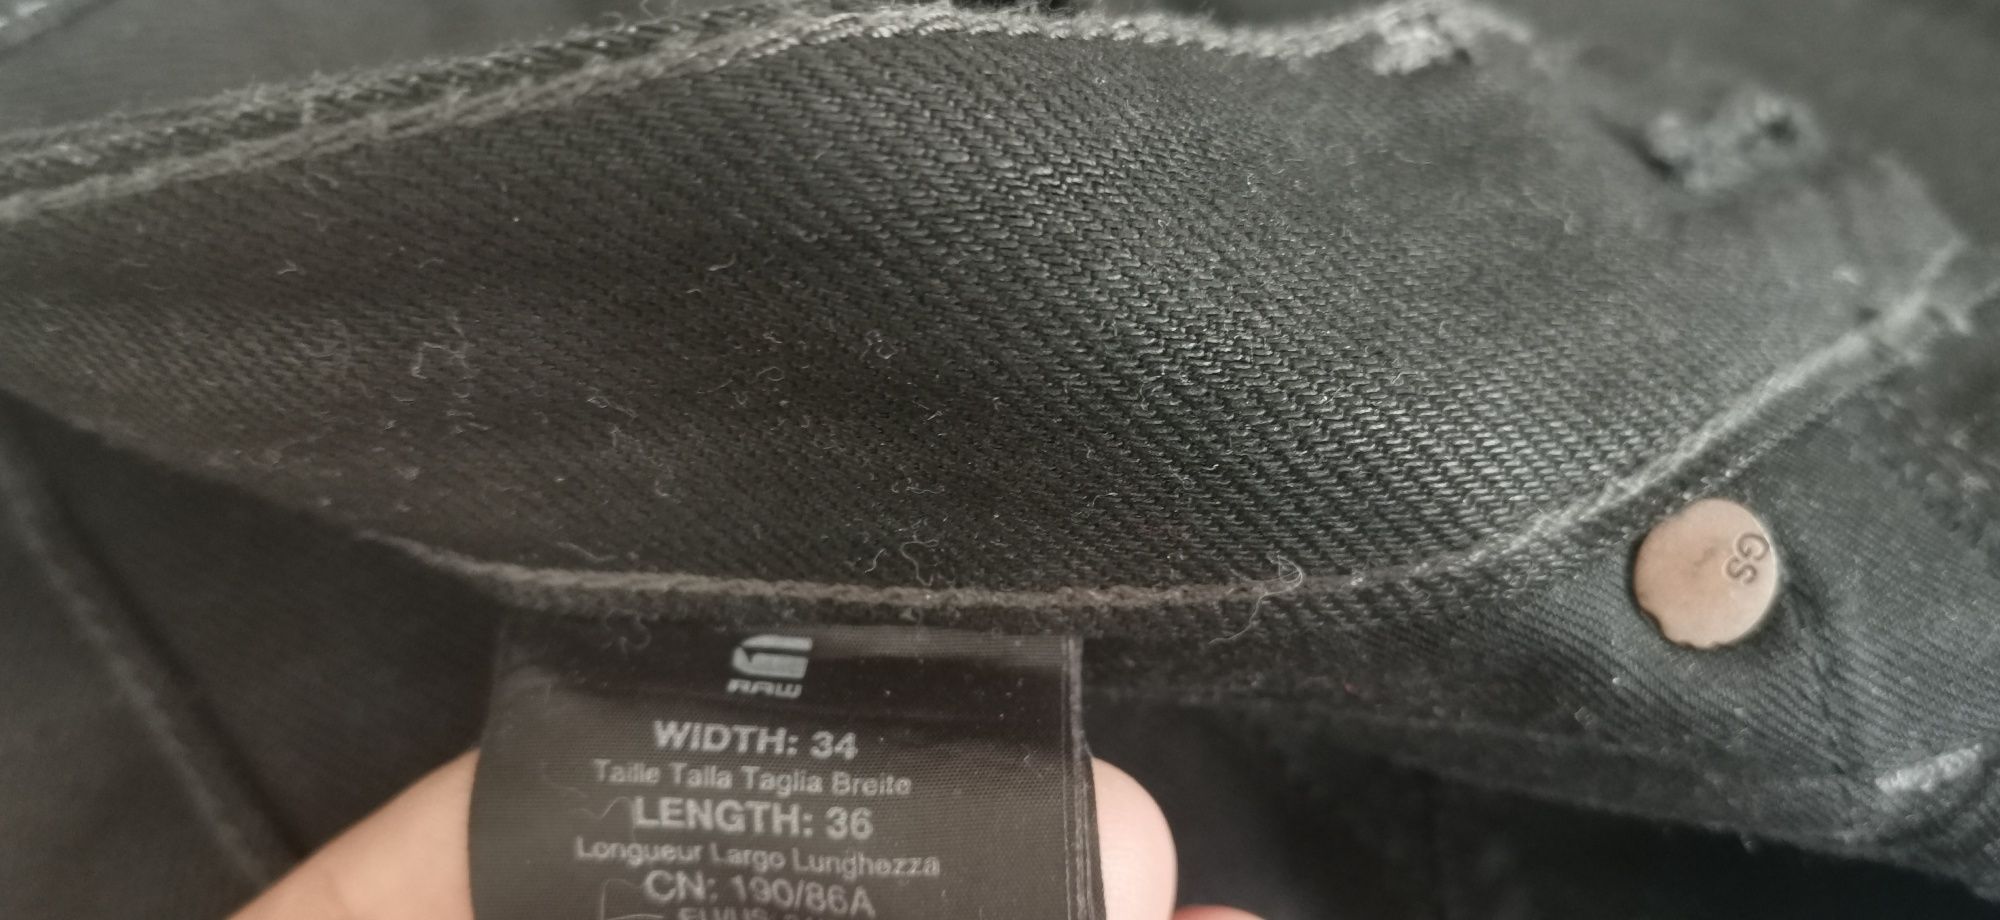 RAW
WIDTH: 34
Taille Talla Taglia Breite
LENGTH: 36
Longueur Largo Lunghezza
CN: 190/86A
GS